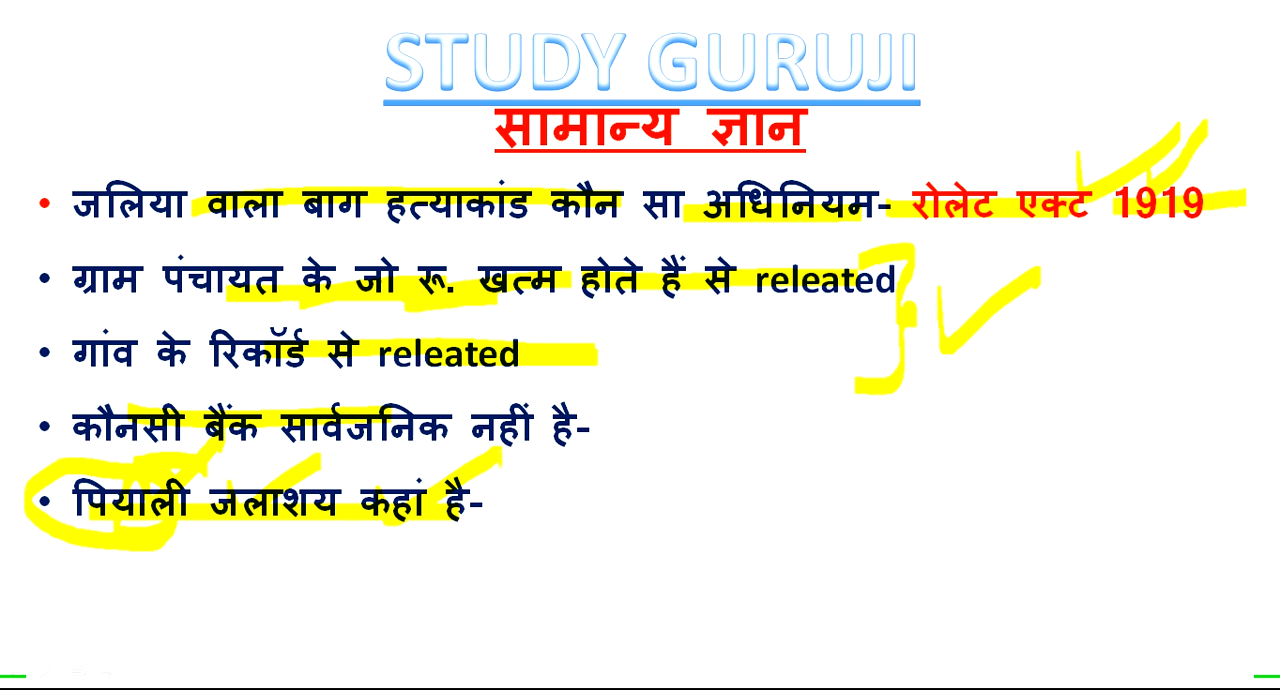 STUDY GURUJI
सामान्य ज्ञान
• जलिया वाला बाग हत्याकांड कौन सा अधिनियम- रोलेट एक्ट 1919
• ग्राम पंचायत के जो रू. खत्म होते हैं से releated
• गांव के रिकॉर्ड से releated
• कौनसी बैंक सार्वजनिक नहीं है-
• पियाली जलाशय कहां है-